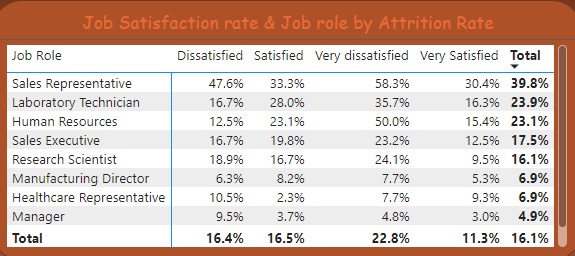 Job Satisfaction rate & Job role by Attrition Rate
Job Role Dissatisfied Satisfied Very dissatisfied Very Satisfied Total
Sales Representative 47.6% 33.3% 58.3% 30.4% 39.8%
Laboratory Technician 16.7% 28.0% 35.7% 16.3% 23.9%
Human Resources 12.5% 23.1% 50.0% 15.4% 23.1%
Sales Executive 16.7% 19.8% 23.2% 12.5% 17.5%
Research Scientist 18.9% 16.7% 24.1% 9.5% 16.1%
Manufacturing Director 6.3% 8.2% 7.7% 5.3% 6.9%
Healthcare Representative 10.5% 2.3% 7.7% 9.3% 6.9%
Manager 9.5% 3.7% 4.8% 3.0% 4.9%
Total 16.4% 16.5% 22.8% 11.3% 16.1%